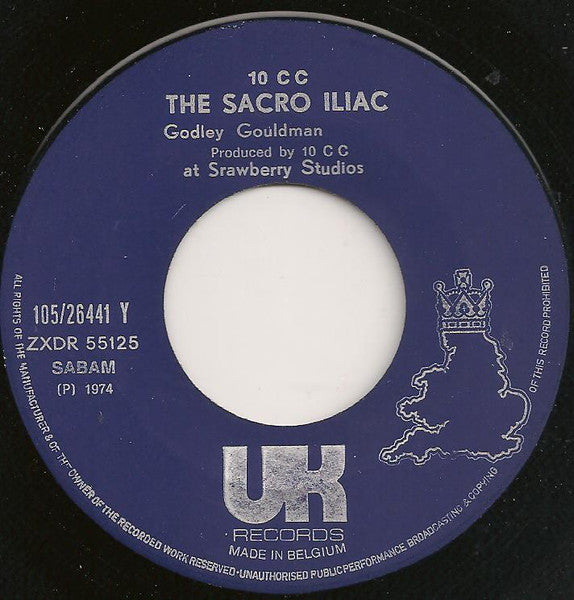 10 C C
THE SACRO ILIAC
Godley Gouldman
Produced by 10 C C
at Srawberry Studios
105/26441 Y
ZXDR 55125
SABAM
(P) 1974
UK
RECORDS
MADE IN BELGIUM
ALL RIGHTS OF THE MANUFACTURER & OF THE OWNER OF THE RECORDED WORK RESERVED · UNAUTHORISED PUBLIC PERFORMANCE BROADCASTING & COPYING OF THIS RECORD PROHIBITED